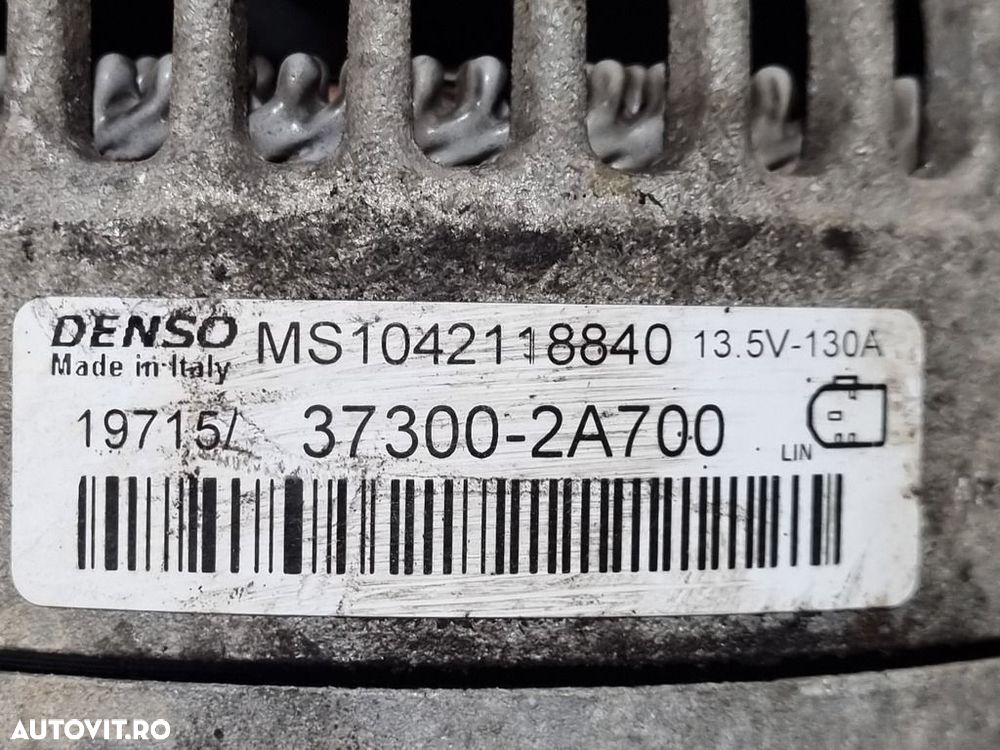 DENSO MS1042118840 13.5V-130A
Made in Italy
19715/ 37300-2A700
LIN
AUTOVIT.RO